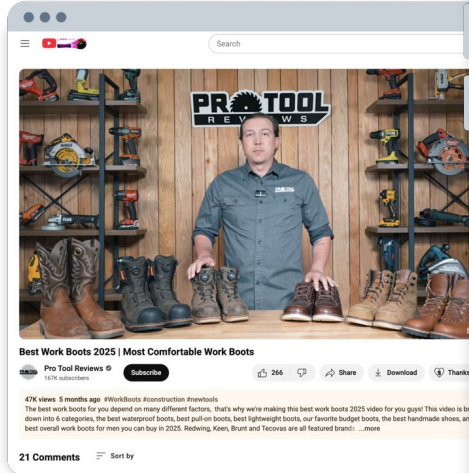 Search
PRO TOOL
REVIEWS
Best Work Boots 2025 | Most Comfortable Work Boots
Pro Tool Reviews
167K subscribers
Subscribe
266
Share
Download
Thanks
47K views 5 months ago #WorkBoots #construction #newtools
The best work boots for you depend on many different factors, that's why we're making this best work boots 2025 video for you guys! This video is br
down into 6 categories, the best waterproof boots, best pull-on boots, best lightweight boots, our favorite budget boots, the best handmade shoes, an
best overall work boots for men you can buy in 2025. Redwing, Keen, Brunt and Tecovas are all featured brands. ...more
21 Comments
Sort by